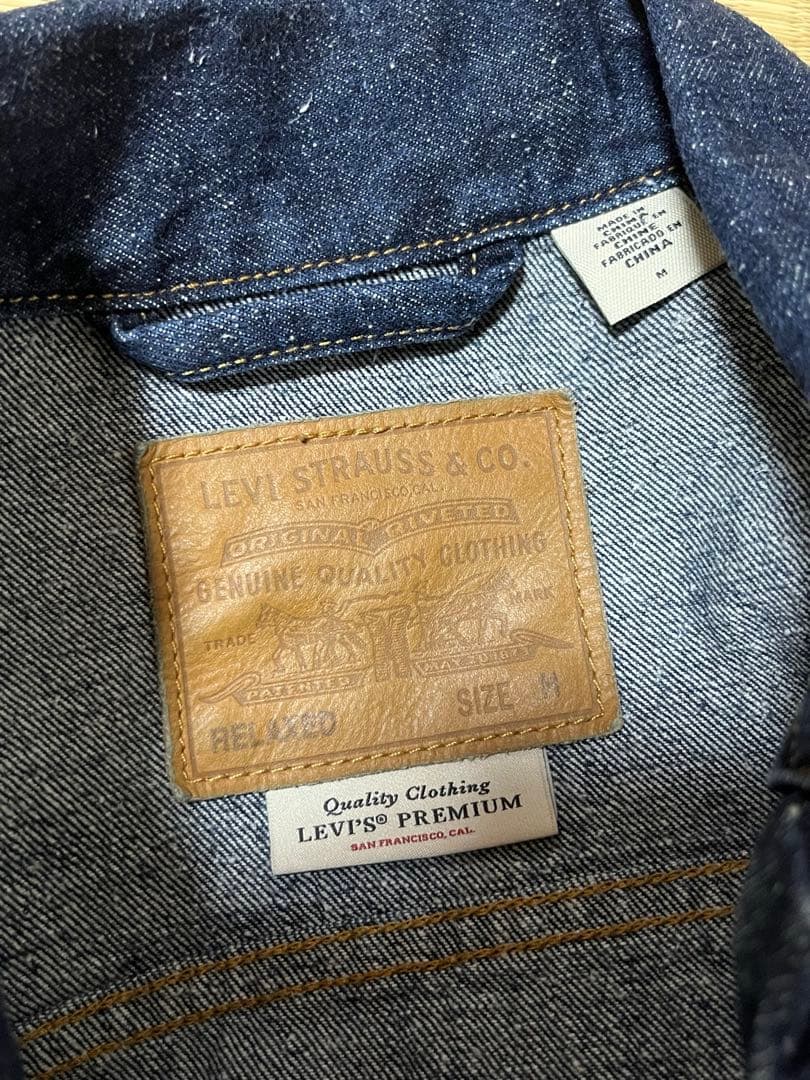 MADE IN
CHINA
FABRIQUÉ EN
CHINE
FABRICADO EN
CHINA
M
LEVI STRAUSS & CO.
SAN FRANCISCO, CAL.
ORIGINAL RIVETED
GENUINE QUALITY CLOTHING
TRADE MARK
PATENTED MAY 20 1873
RELAXED SIZE M
Quality Clothing
LEVI'S® PREMIUM
SAN FRANCISCO, CAL.